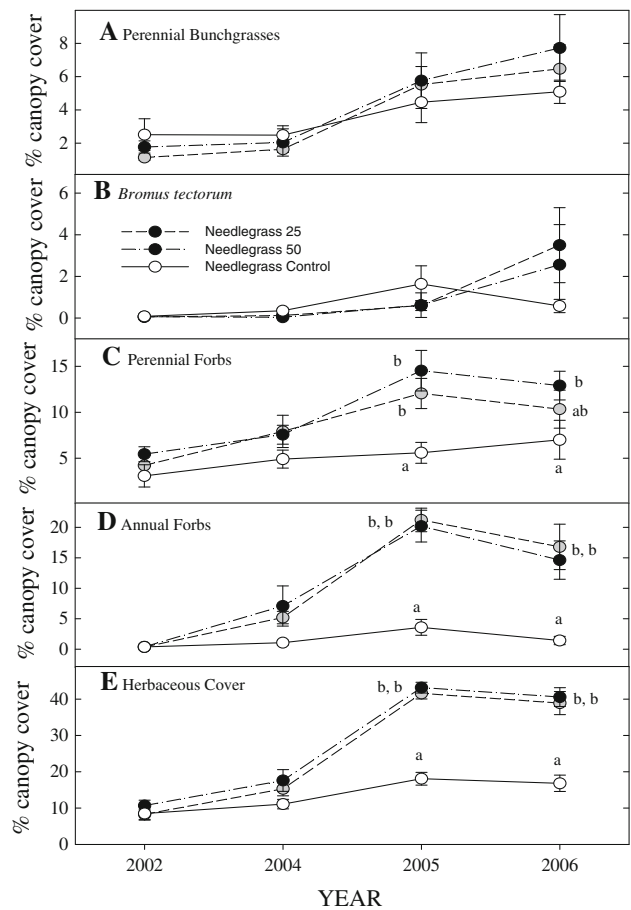 A Perennial Bunchgrasses
% canopy cover
8
6
4
2
B Bromus tectorum
% canopy cover
6
4
2
0
Needlegrass 25
Needlegrass 50
Needlegrass Control
C Perennial Forbs
% canopy cover
15
10
5
b
b
a
b
ab
a
D Annual Forbs
% canopy cover
20
15
10
5
0
b, b
a
b, b
a
E Herbaceous Cover
% canopy cover
40
30
20
10
0
b, b
a
b, b
a
2002 2004 2005 2006
YEAR